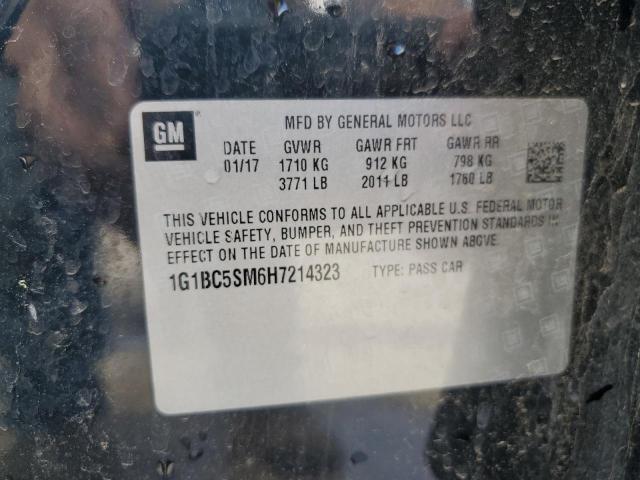 GM
MFD BY GENERAL MOTORS LLC
DATE GVWR GAWR FRT GAWR RR
01/17 1710 KG 912 KG 798 KG
3771 LB 2011 LB 1760 LB
THIS VEHICLE CONFORMS TO ALL APPLICABLE U.S. FEDERAL MOTOR
VEHICLE SAFETY, BUMPER, AND THEFT PREVENTION STANDARDS IN
EFFECT ON THE DATE OF MANUFACTURE SHOWN ABOVE.
1G1BC5SM6H7214323 TYPE: PASS CAR